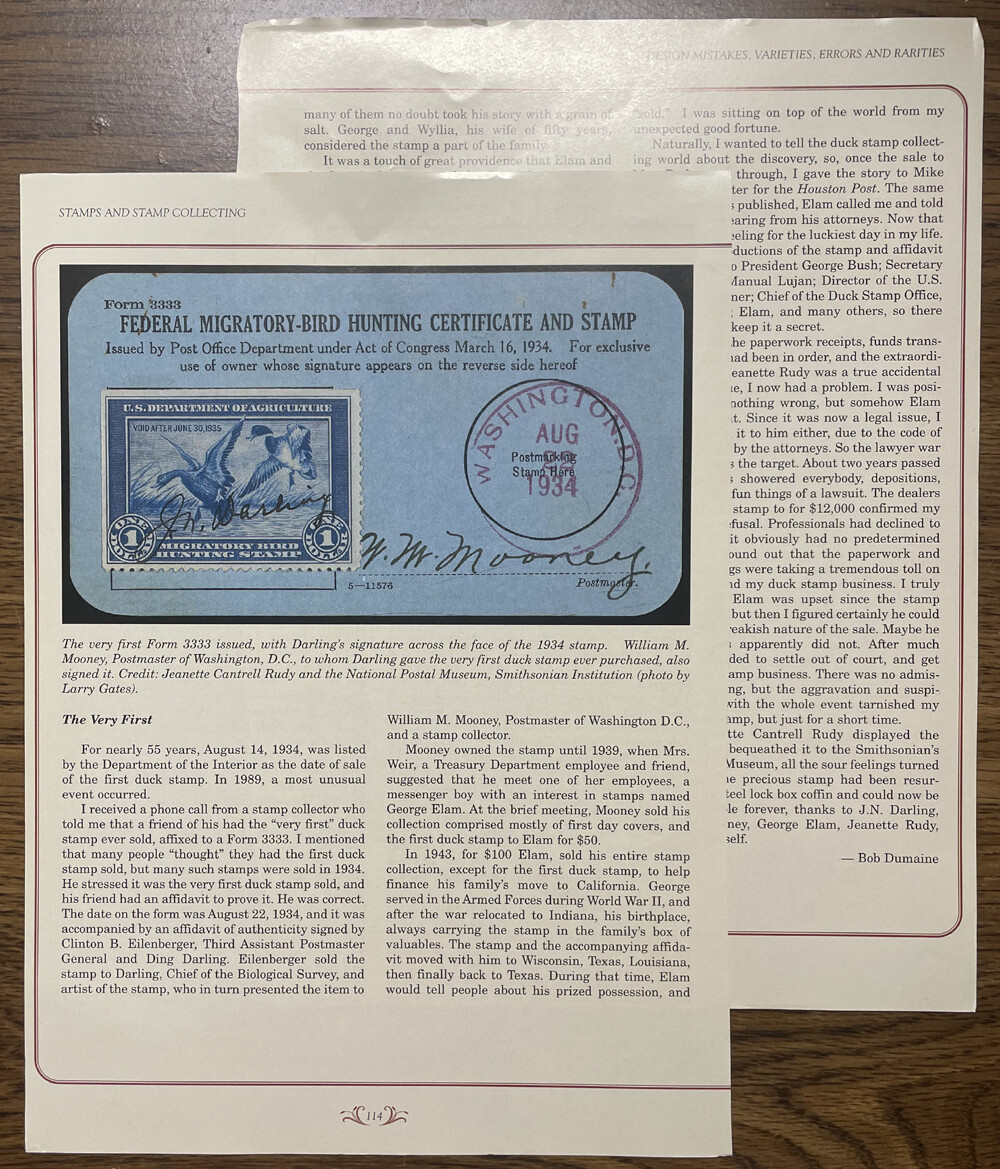 DESIGN MISTAKES, VARIETIES, ERRORS AND RARITIES
many of them no doubt took his story with a grain of
salt. George and Wyllia, his wife of fifty years,
considered the stamp a part of the family.
It was a touch of great providence that Elam and
sold." I was sitting on top of the world from my
unexpected good fortune.
Naturally, I wanted to tell the duck stamp collect-
ing world about the discovery, so, once the sale to
through, I gave the story to Mike
ter for the Houston Post. The same
s published, Elam called me and told
earing from his attorneys. Now that
eeling for the luckiest day in my life.
ductions of the stamp and affidavit
o President George Bush; Secretary
Manual Lujan; Director of the U.S.
ner; Chief of the Duck Stamp Office,
; Elam, and many others, so there
keep it a secret.
he paperwork receipts, funds trans-
had been in order, and the extraordi-
eanette Rudy was a true accidental
e, I now had a problem. I was posi-
nothing wrong, but somehow Elam
t. Since it was now a legal issue, I
it to him either, due to the code of
by the attorneys. So the lawyer war
s the target. About two years passed
s showered everybody, depositions,
fun things of a lawsuit. The dealers
stamp to for $12,000 confirmed my
fusal. Professionals had declined to
it obviously had no predetermined
ound out that the paperwork and
gs were taking a tremendous toll on
nd my duck stamp business. I truly
Elam was upset since the stamp
but then I figured certainly he could
reakish nature of the sale. Maybe he
apparently did not. After much
ded to settle out of court, and get
amp business. There was no admis-
ng, but the aggravation and suspi-
with the whole event tarnished my
amp, but just for a short time.
tte Cantrell Rudy displayed the
bequeathed it to the Smithsonian's
Museum, all the sour feelings turned
e precious stamp had been resur-
teel lock box coffin and could now be
le forever, thanks to J.N. Darling,
ney, George Elam, Jeanette Rudy,
self.
— Bob Dumaine
STAMPS AND STAMP COLLECTING
Form 3333
FEDERAL MIGRATORY-BIRD HUNTING CERTIFICATE AND STAMP
Issued by Post Office Department under Act of Congress March 16, 1934. For exclusive
use of owner whose signature appears on the reverse side hereof
U.S. DEPARTMENT OF AGRICULTURE
VOID AFTER JUNE 30, 1935
J.N. Darling
ONE DOLLAR 1
1 ONE DOLLAR
MIGRATORY BIRD
HUNTING STAMP
WASHINGTON, D.C.
AUG
1934
Postmarking
Stamp Here
W. M. Mooney.
5—11576
Postmaster.
The very first Form 3333 issued, with Darling's signature across the face of the 1934 stamp. William M.
Mooney, Postmaster of Washington, D.C., to whom Darling gave the very first duck stamp ever purchased, also
signed it. Credit: Jeanette Cantrell Rudy and the National Postal Museum, Smithsonian Institution (photo by
Larry Gates).
The Very First
For nearly 55 years, August 14, 1934, was listed
by the Department of the Interior as the date of sale
of the first duck stamp. In 1989, a most unusual
event occurred.
I received a phone call from a stamp collector who
told me that a friend of his had the "very first" duck
stamp ever sold, affixed to a Form 3333. I mentioned
that many people "thought" they had the first duck
stamp sold, but many such stamps were sold in 1934.
He stressed it was the very first duck stamp sold, and
his friend had an affidavit to prove it. He was correct.
The date on the form was August 22, 1934, and it was
accompanied by an affidavit of authenticity signed by
Clinton B. Eilenberger, Third Assistant Postmaster
General and Ding Darling. Eilenberger sold the
stamp to Darling, Chief of the Biological Survey, and
artist of the stamp, who in turn presented the item to
William M. Mooney, Postmaster of Washington D.C.,
and a stamp collector.
Mooney owned the stamp until 1939, when Mrs.
Weir, a Treasury Department employee and friend,
suggested that he meet one of her employees, a
messenger boy with an interest in stamps named
George Elam. At the brief meeting, Mooney sold his
collection comprised mostly of first day covers, and
the first duck stamp to Elam for $50.
In 1943, for $100 Elam, sold his entire stamp
collection, except for the first duck stamp, to help
finance his family's move to California. George
served in the Armed Forces during World War II, and
after the war relocated to Indiana, his birthplace,
always carrying the stamp in the family's box of
valuables. The stamp and the accompanying affida-
vit moved with him to Wisconsin, Texas, Louisiana,
then finally back to Texas. During that time, Elam
would tell people about his prized possession, and
114